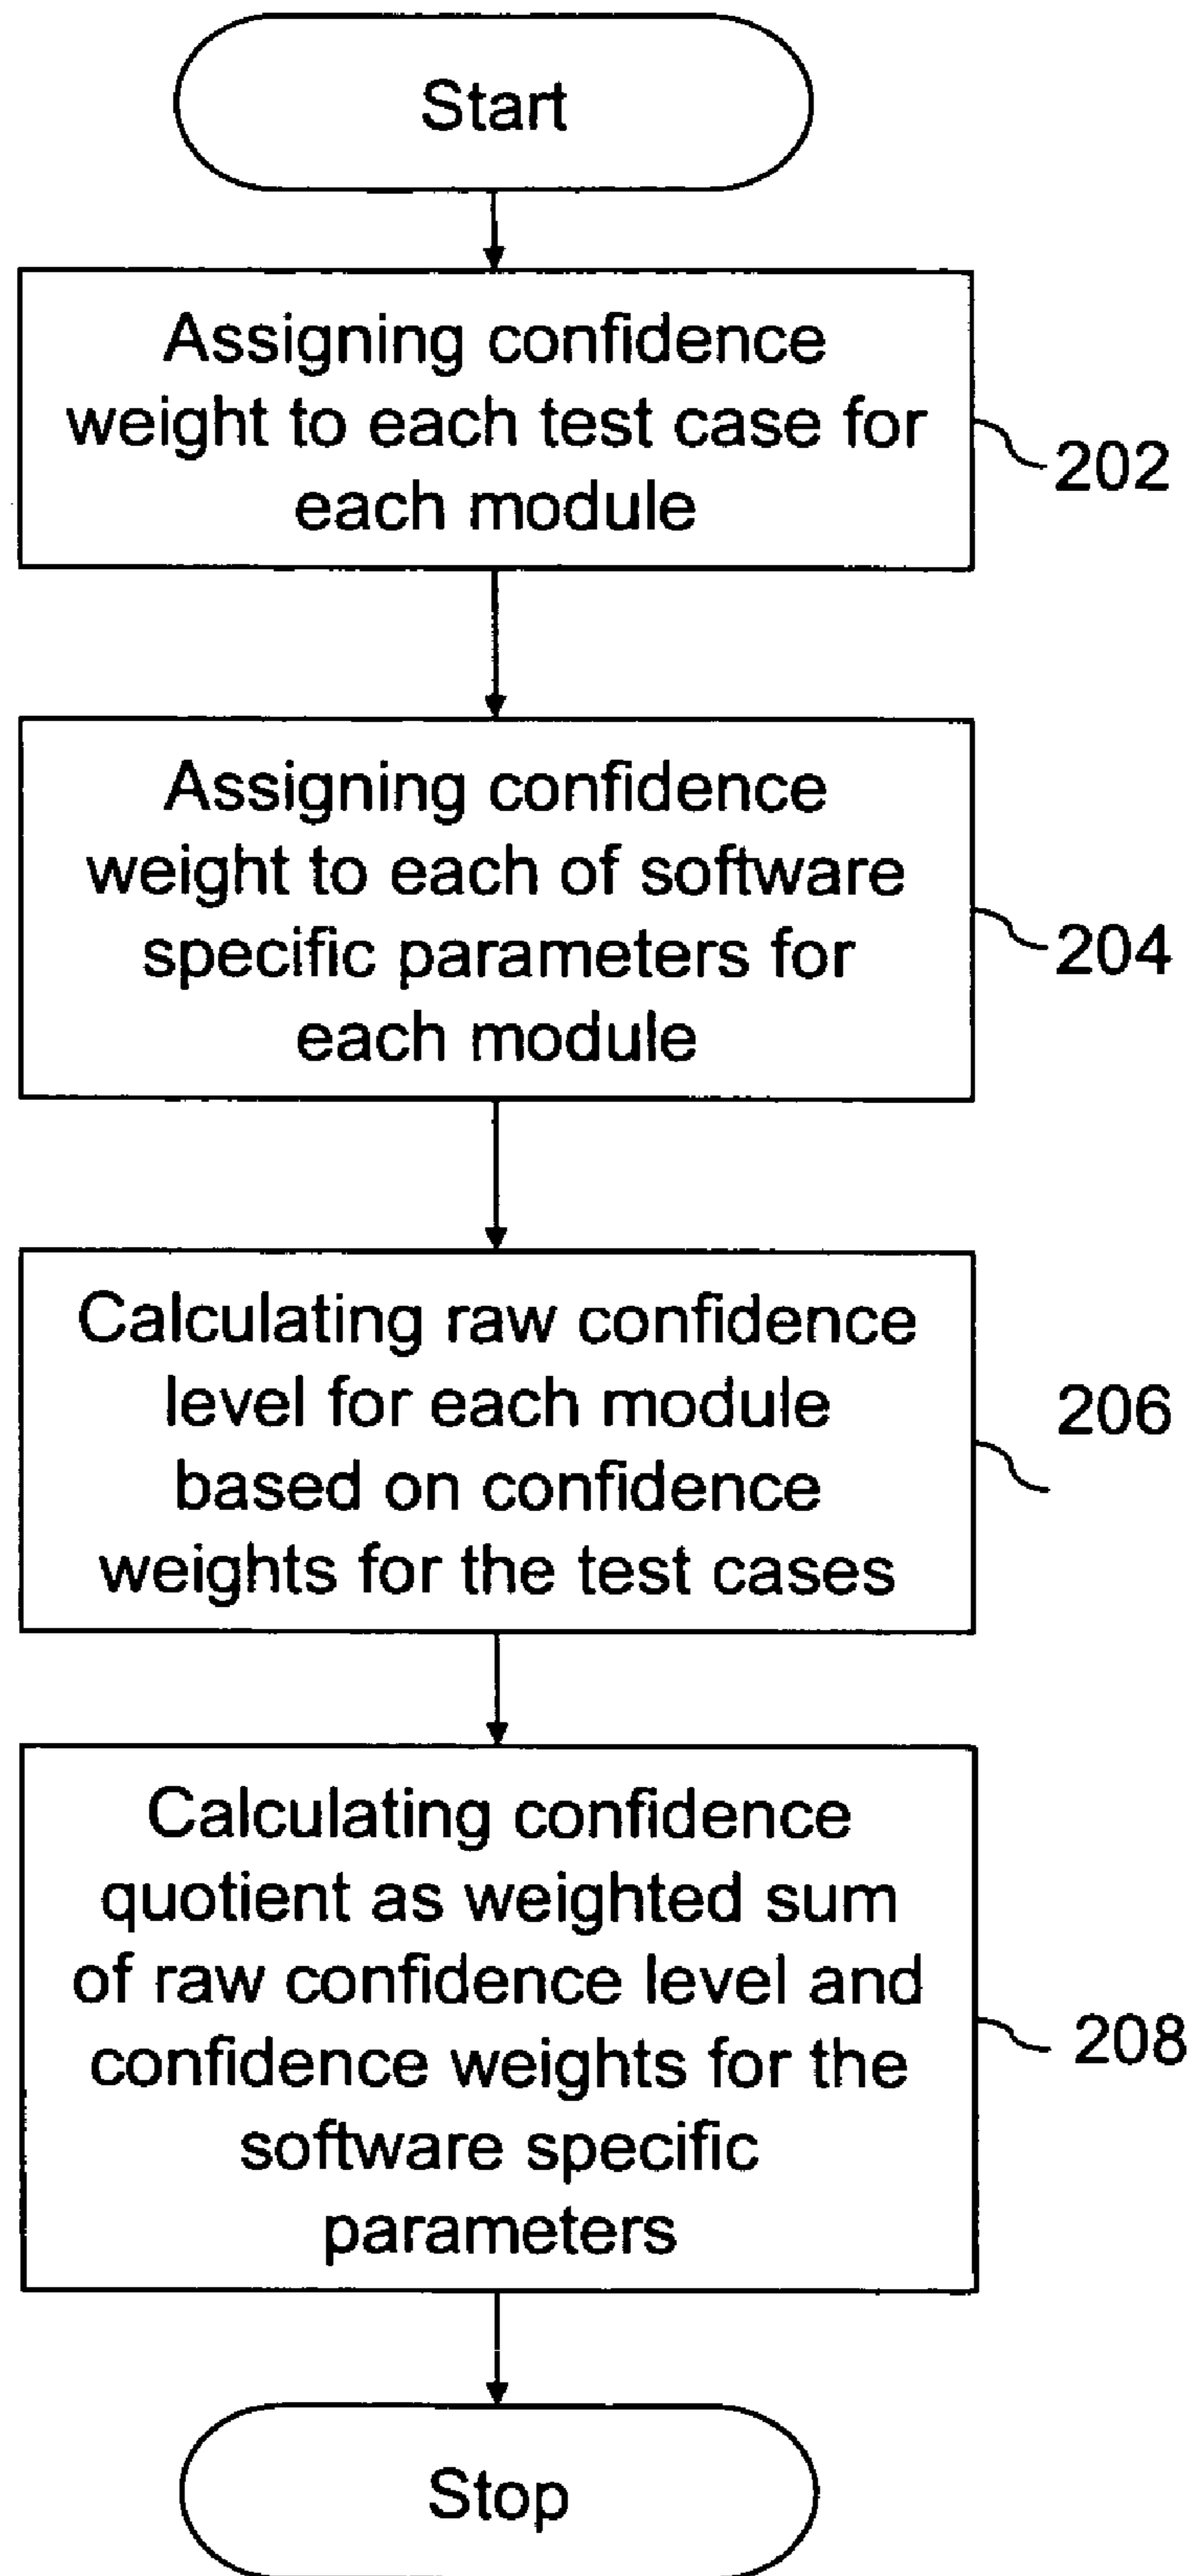 Start
Assigning confidence
weight to each test case for
each module
202
Assigning confidence
weight to each of software
specific parameters for
each module
204
Calculating raw confidence
level for each module
based on confidence
weights for the test cases
206
Calculating confidence
quotient as weighted sum
of raw confidence level and
confidence weights for the
software specific
parameters
208
Stop